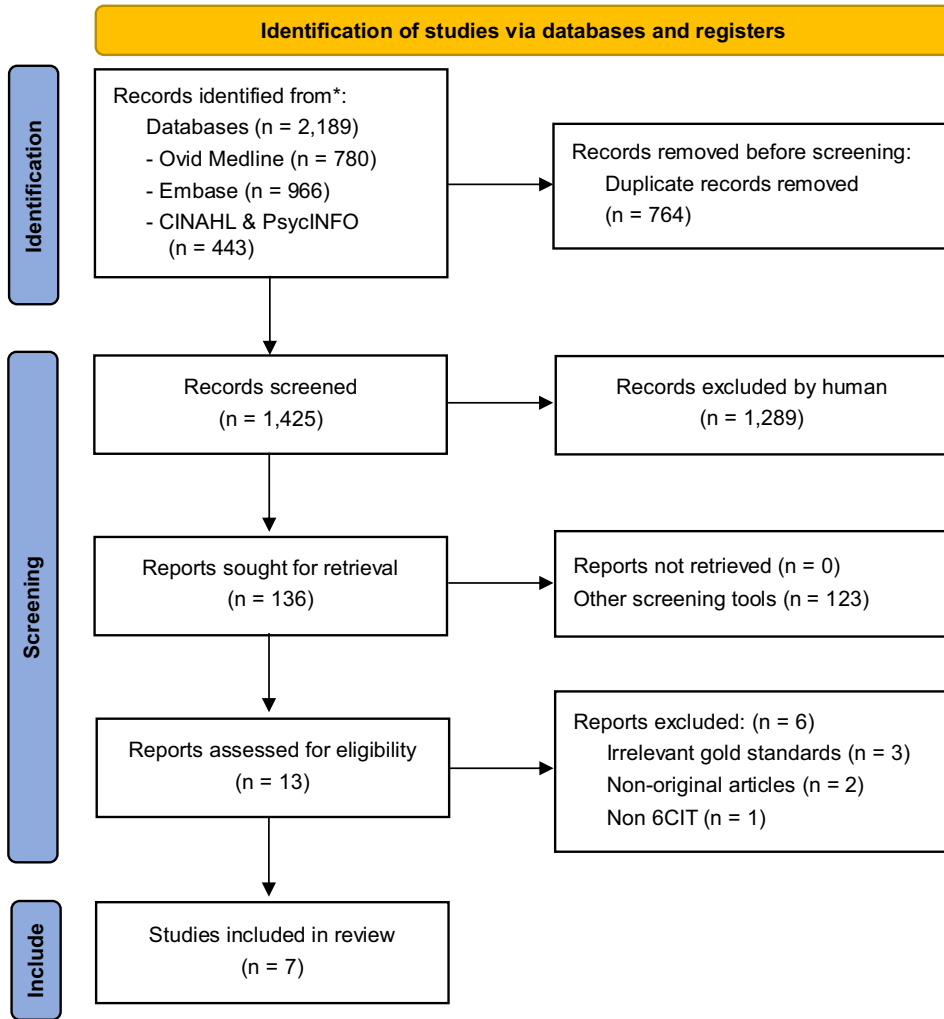 Identification of studies via databases and registers
Identification
Records identified from*:
Databases (n = 2,189)
- Ovid Medline (n = 780)
- Embase (n = 966)
- CINAHL & PsycINFO
(n = 443)
Records removed before screening:
Duplicate records removed
(n = 764)
Screening
Records screened
(n = 1,425)
Records excluded by human
(n = 1,289)
Reports sought for retrieval
(n = 136)
Reports not retrieved (n = 0)
Other screening tools (n = 123)
Reports assessed for eligibility
(n = 13)
Reports excluded: (n = 6)
Irrelevant gold standards (n = 3)
Non-original articles (n = 2)
Non 6CIT (n = 1)
Include
Studies included in review
(n = 7)